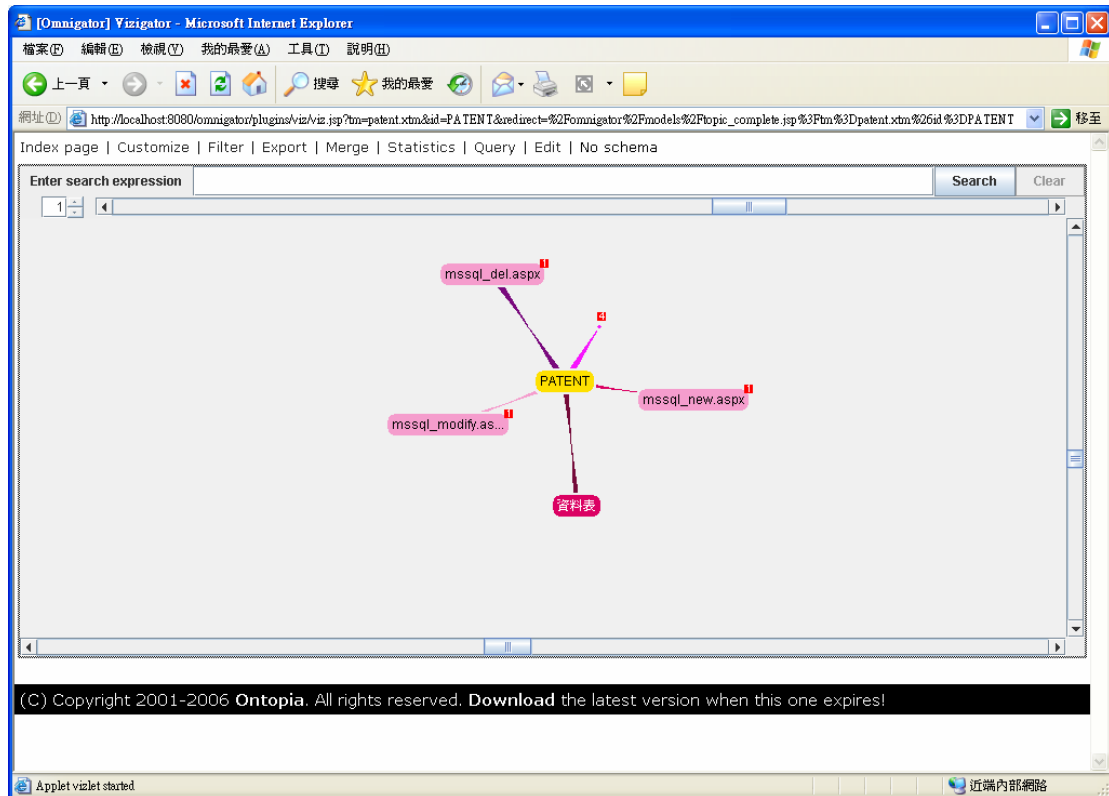 [Omnigator] Vizigator - Microsoft Internet Explorer
檔案(F) 編輯(E) 檢視(V) 我的最愛(A) 工具(T) 說明(H)
上一頁 搜尋 我的最愛
網址(D) http://localhost:8080/omnigator/plugins/viz/viz.jsp?tm=patent.xtm&id=PATENT&redirect=%2Fomnigator%2Fmodels%2Ftopic_complete.jsp%3Ftm%3Dpatent.xtm%26id%3DPATENT 移至
Index page | Customize | Filter | Export | Merge | Statistics | Query | Edit | No schema
Enter search expression Search Clear
1
mssql_del.aspx 1
4
PATENT
mssql_new.aspx 1
mssql_modify.as... 1
資料表
(C) Copyright 2001-2006 Ontopia. All rights reserved. Download the latest version when this one expires!
Applet vizlet started 近端內部網路